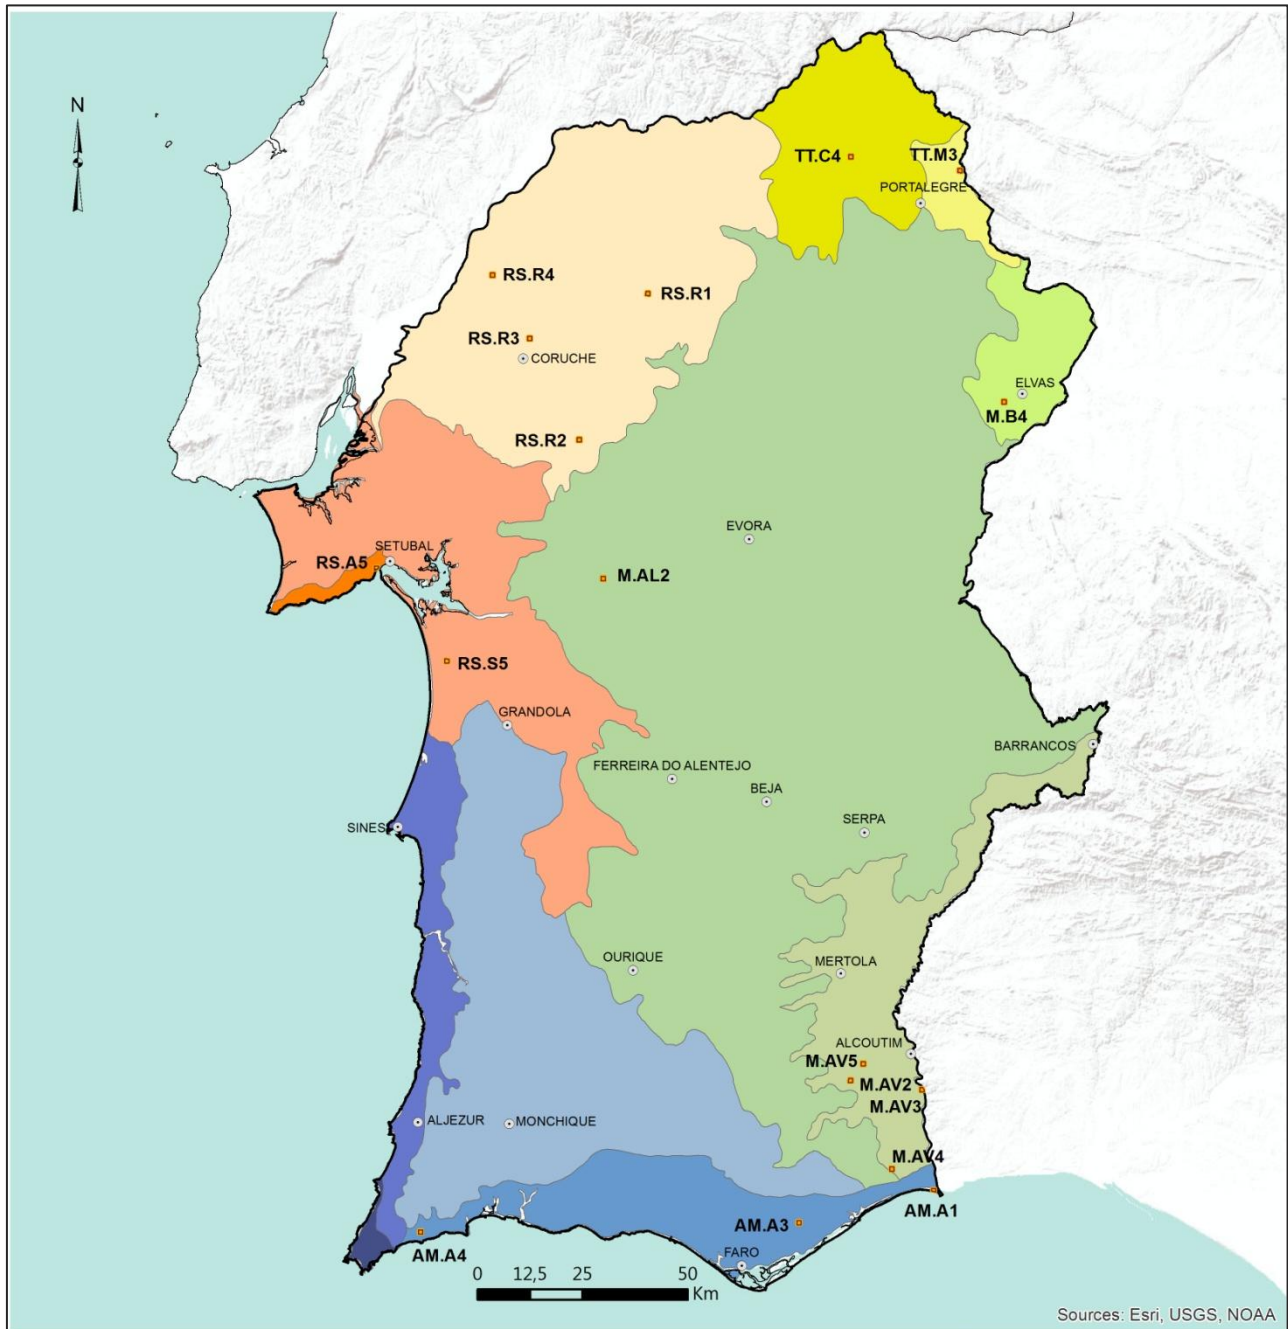 N
TT.C4
TT.M3
PORTALEGRE
RS.R4
RS.R1
RS.R3
CORUCHE
ELVAS
M.B4
RS.R2
EVORA
SETUBAL
RS.A5
M.AL2
RS.S5
GRANDOLA
BARRANCOS
FERREIRA DO ALENTEJO
BEJA
SINES
SERPA
OURIQUE
MERTOLA
ALCOUTIM
M.AV5
M.AV2
M.AV3
ALJEZUR
MONCHIQUE
M.AV4
AM.A1
AM.A3
AM.A4
FARO
0 12,5 25 50
Km
Sources: Esri, USGS, NOAA